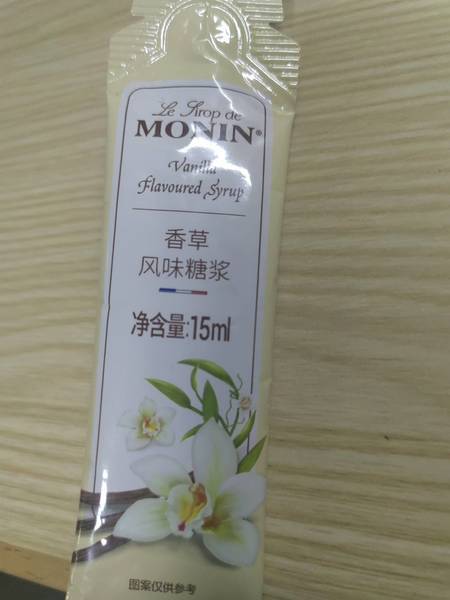 Le Sirop de
MONIN®
Vanilla
Flavoured Syrup
香草
风味糖浆
净含量:15ml
图案仅供参考